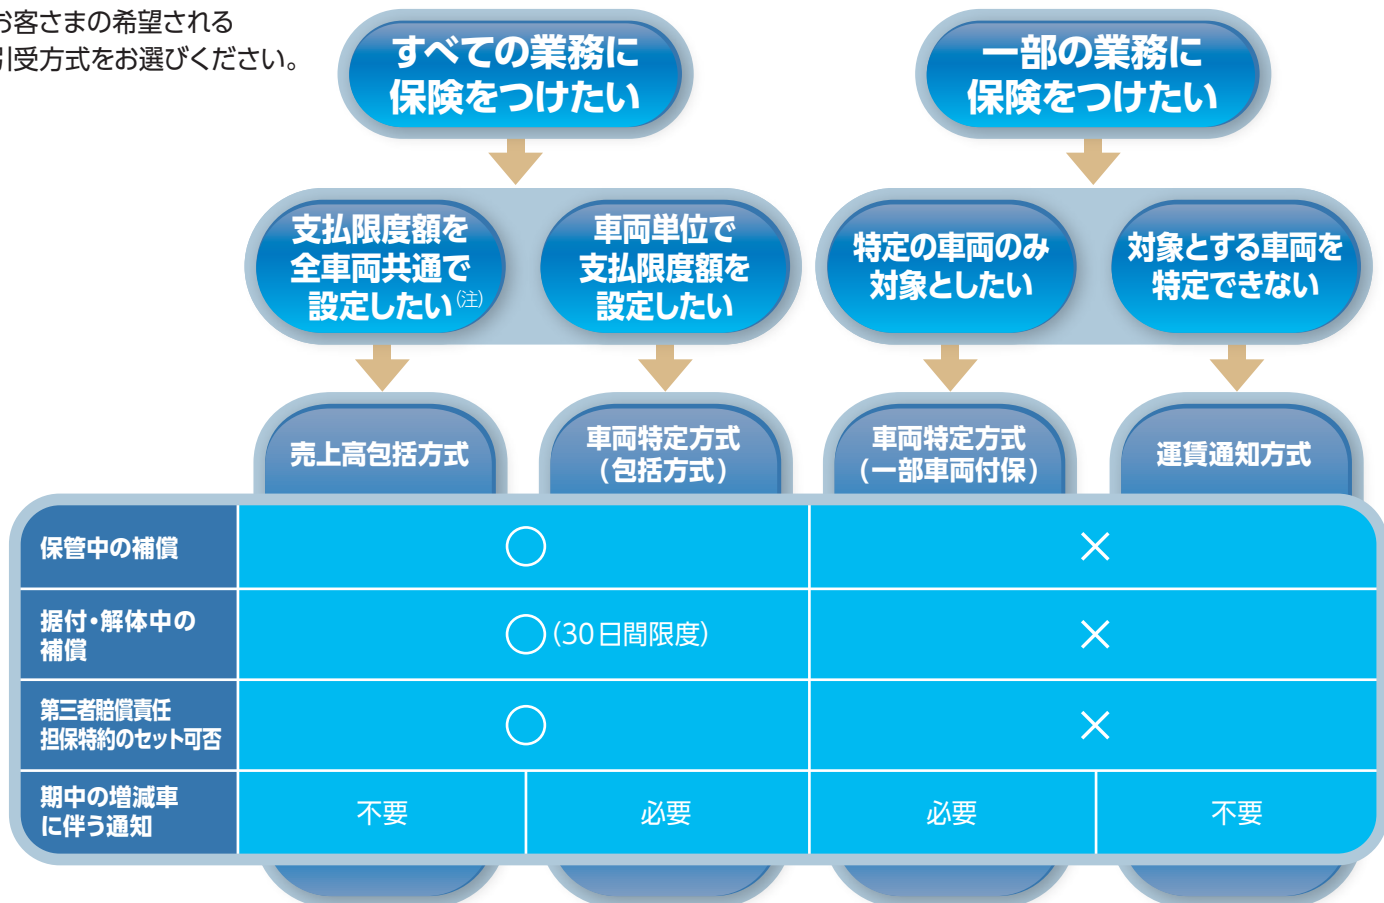 お客さまの希望される
引受方式をお選びください。
すべての業務に
保険をつけたい
一部の業務に
保険をつけたい
支払限度額を
全車両共通で
設定したい(注)
車両単位で
支払限度額を
設定したい
特定の車両のみ
対象としたい
対象とする車両を
特定できない
売上高包括方式
車両特定方式
(包括方式)
車両特定方式
(一部車両付保)
運賃通知方式
保管中の補償
○
×
据付・解体中の
補償
○(30日間限度)
×
第三者賠償責任
担保特約のセット可否
○
×
期中の増減車
に伴う通知
不要
必要
必要
不要